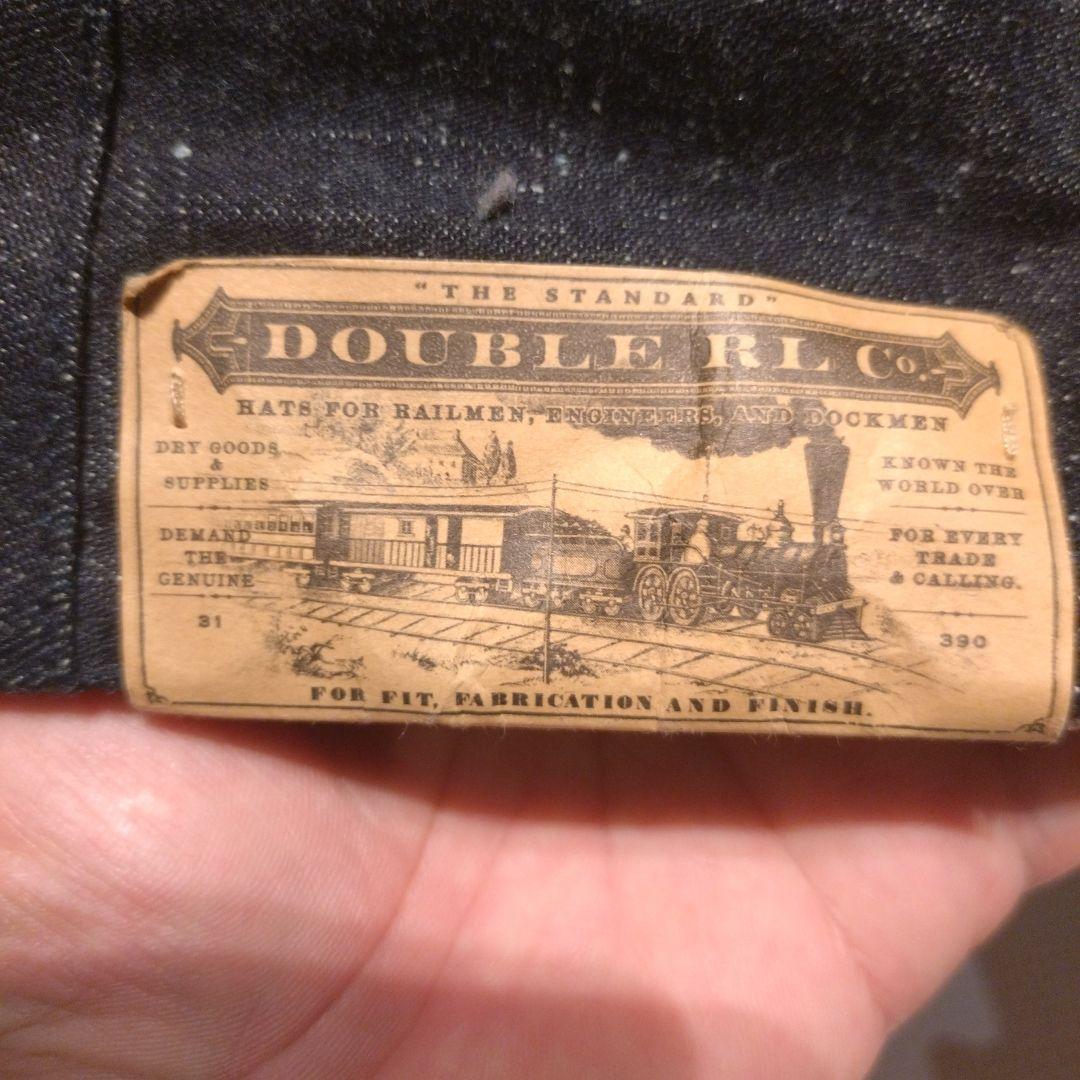 "THE STANDARD"
DOUBLE RL Co.
HATS FOR RAILMEN, ENGINEERS, AND DOCKMEN
DRY GOODS
&
SUPPLIES
DEMAND
THE
GENUINE
31
KNOWN THE
WORLD OVER
FOR EVERY
TRADE
& CALLING.
390
FOR FIT, FABRICATION AND FINISH.